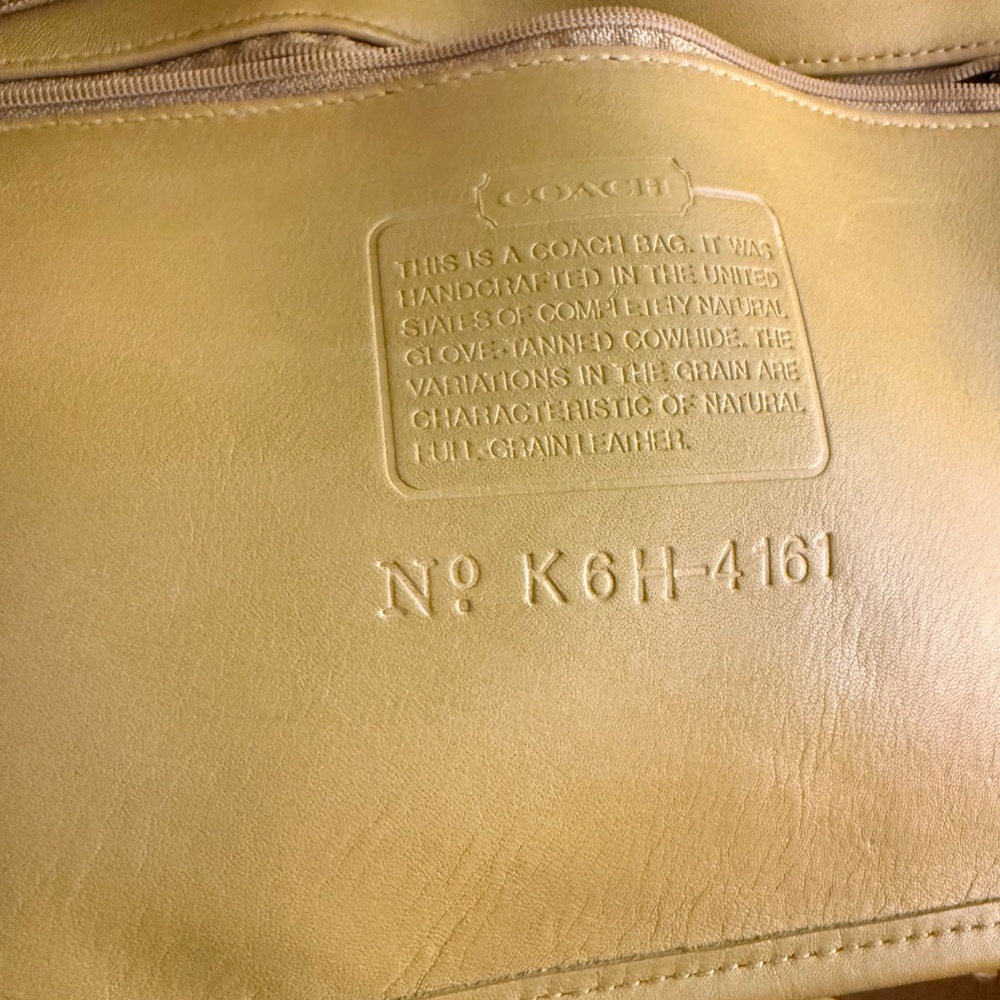 COACH
THIS IS A COACH BAG. IT WAS
HANDCRAFTED IN THE UNITED
STATES OF COMPLETELY NATURAL
GLOVE-TANNED COWHIDE. THE
VARIATIONS IN THE GRAIN ARE
CHARACTERISTIC OF NATURAL
FULL-GRAIN LEATHER.
Nº K6H-4161